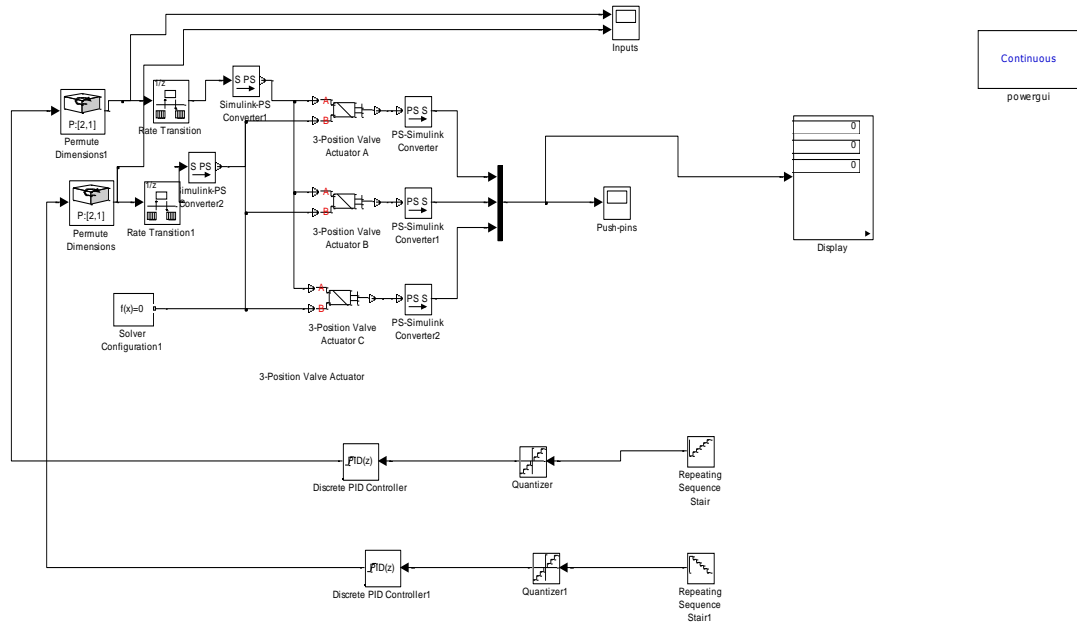 Inputs
Continuous
powergui
P:[2,1]
Permute
Dimensions1
1/z
Rate Transition
S PS
Simulink-PS
Converter1
A
B
3-Position Valve
Actuator A
PS S
PS-Simulink
Converter
0
0
0
Display
P:[2,1]
Permute
Dimensions
1/z
Rate Transition1
S PS
Simulink-PS
Converter2
A
B
3-Position Valve
Actuator B
PS S
PS-Simulink
Converter1
Push-pins
f(x)=0
Solver
Configuration1
A
B
3-Position Valve
Actuator C
PS S
PS-Simulink
Converter2
3-Position Valve Actuator
PID(z)
Discrete PID Controller
Quantizer
Repeating
Sequence
Stair
PID(z)
Discrete PID Controller1
Quantizer1
Repeating
Sequence
Stair1